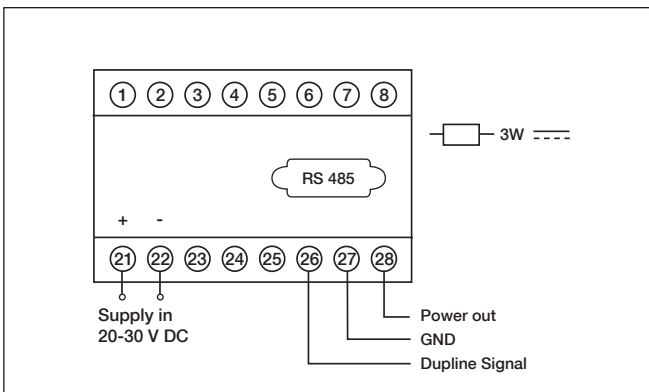 1 2 3 4 5 6 7 8
3W
RS 485
+ -
21 22 23 24 25 26 27 28
Supply in
20-30 V DC
Power out
GND
Dupline Signal